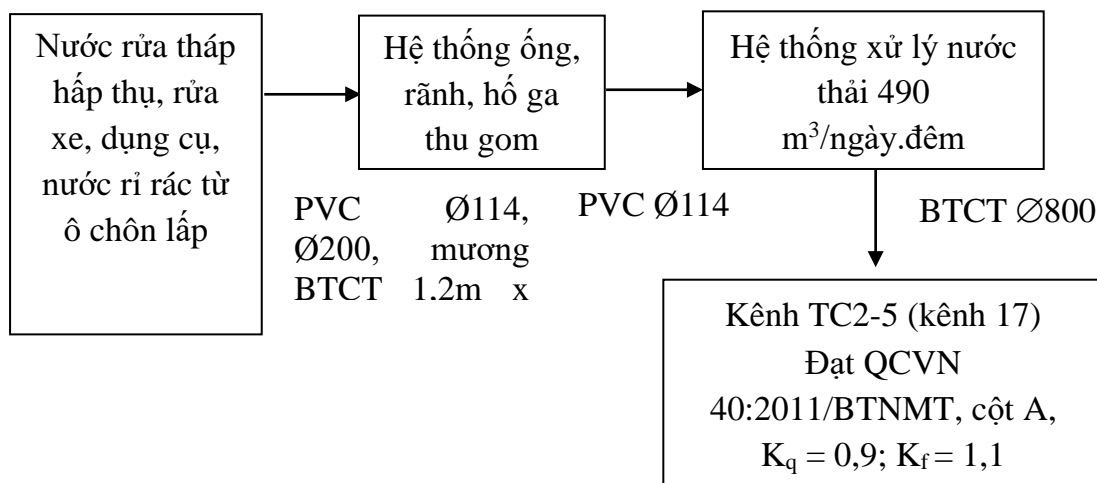 Nước rửa tháp
hấp thụ, rửa
xe, dụng cụ,
nước rỉ rác từ
ô chôn lấp
Hệ thống ống,
rãnh, hố ga
thu gom
Hệ thống xử lý nước
thải 490
m³/ngày.đêm
PVC Ø114,
Ø200, mương
BTCT 1.2m x
PVC Ø114
BTCT ∅800
Kênh TC2-5 (kênh 17)
Đạt QCVN
40:2011/BTNMT, cột A,
Kq = 0,9; Kf = 1,1